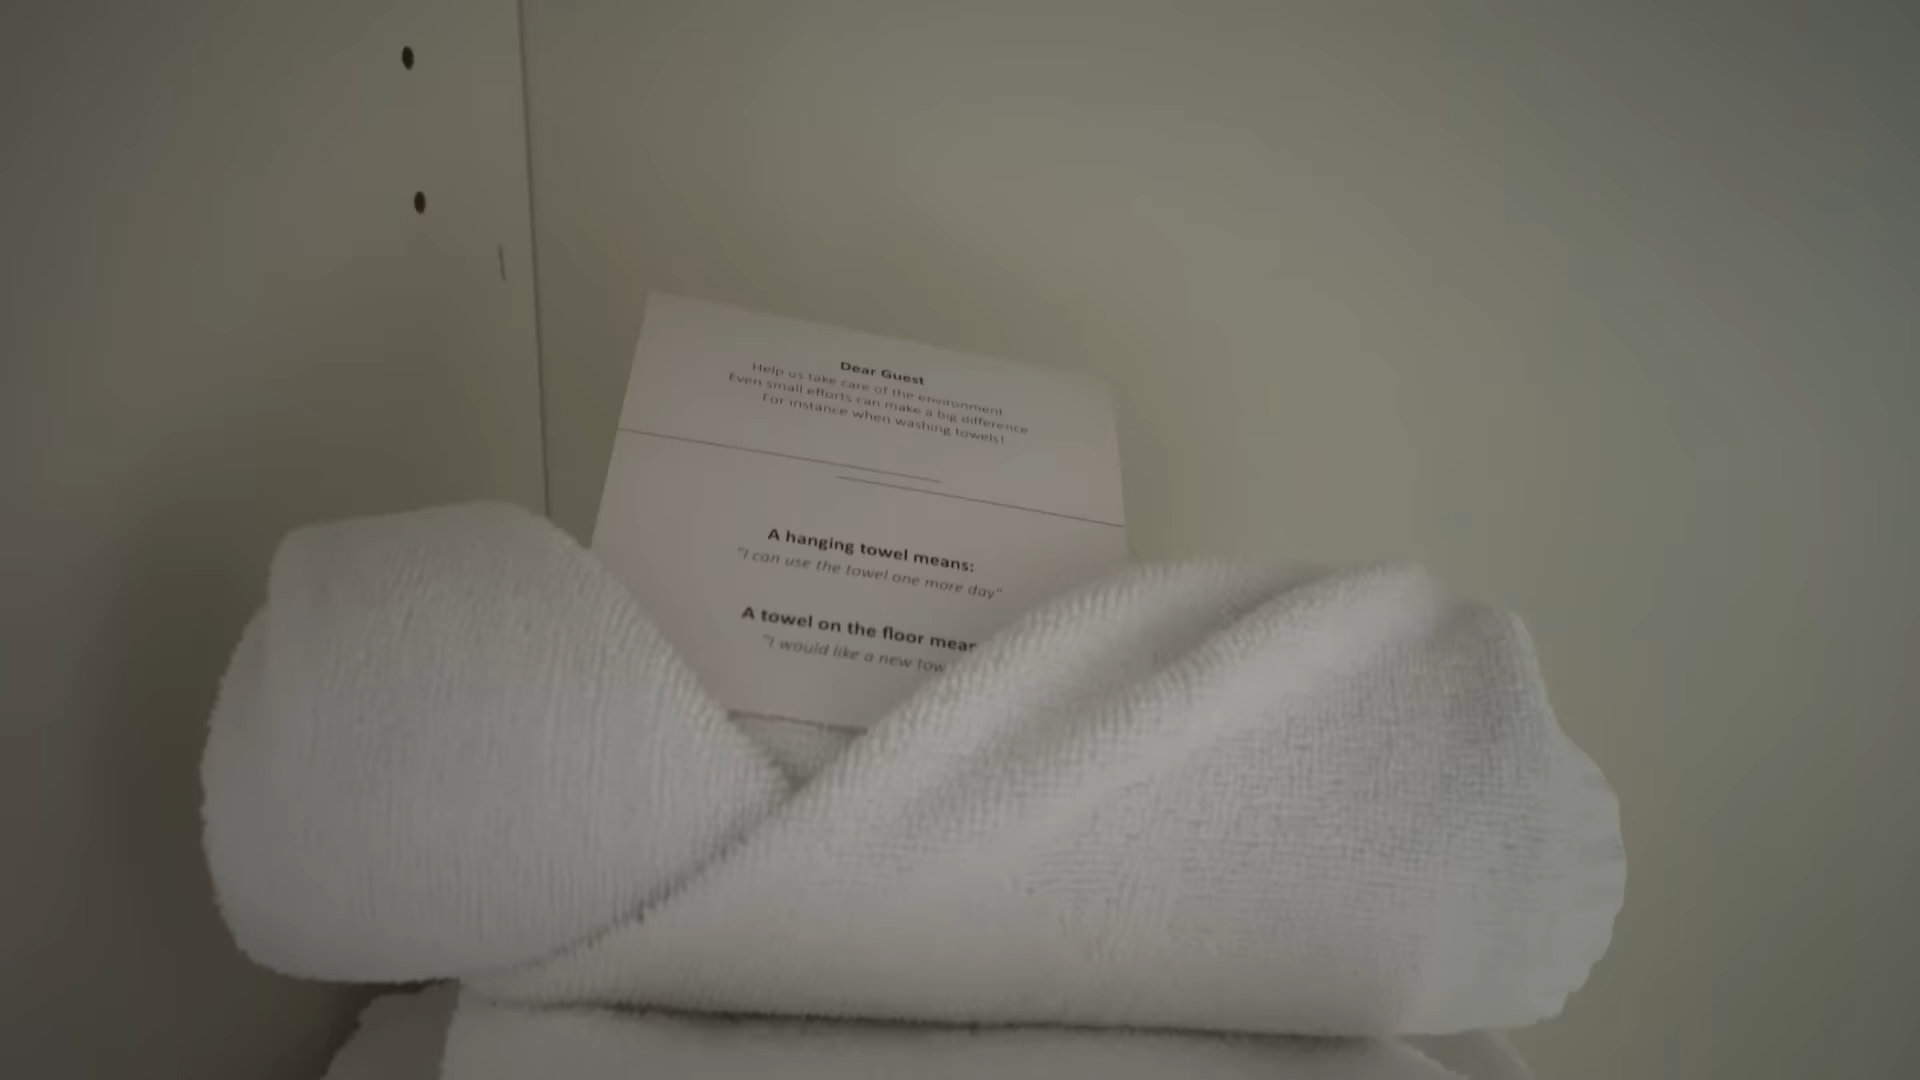 Dear Guest
Help us take care of the environment
Even small efforts can make a big difference
For instance when washing towels!
A hanging towel means:
"I can use the towel one more day"
A towel on the floor mean
"I would like a new tow